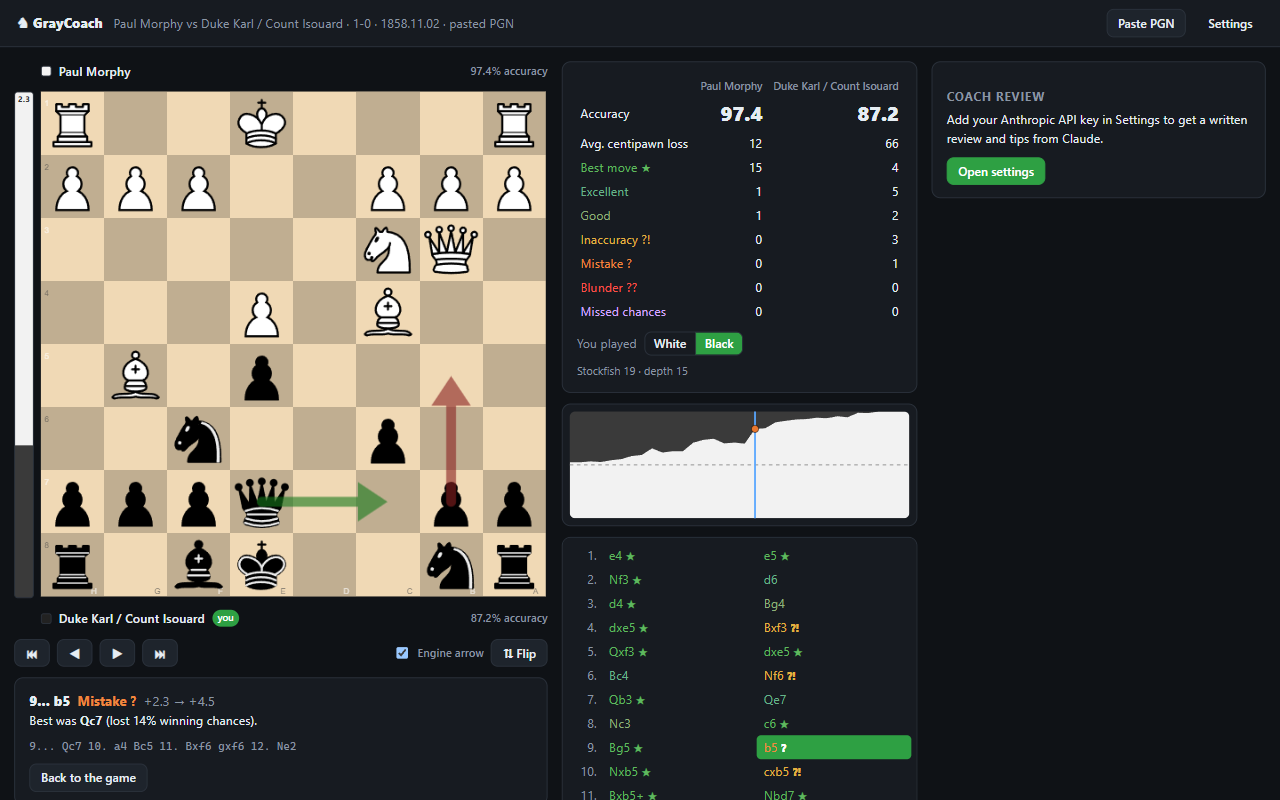 GrayCoach Paul Morphy vs Duke Karl / Count Isouard · 1-0 · 1858.11.02 · pasted PGN Paste PGN Settings
Paul Morphy 97.4% accuracy
2.3
1
2
3
4
5
6
7
8
H G F E D C B A
Duke Karl / Count Isouard you 87.2% accuracy
Engine arrow Flip
9... b5 Mistake ? +2.3 → +4.5
Best was Qc7 (lost 14% winning chances).
9... Qc7 10. a4 Bc5 11. Bxf6 gxf6 12. Ne2
Back to the game
Paul Morphy Duke Karl / Count Isouard
Accuracy 97.4 87.2
Avg. centipawn loss 12 66
Best move ★ 15 4
Excellent 1 5
Good 1 2
Inaccuracy ?! 0 3
Mistake ? 0 1
Blunder ?? 0 0
Missed chances 0 0
You played White Black
Stockfish 19 · depth 15
1. e4 ★ e5 ★
2. Nf3 ★ d6
3. d4 ★ Bg4
4. dxe5 ★ Bxf3 ?!
5. Qxf3 ★ dxe5 ★
6. Bc4 Nf6 ?!
7. Qb3 ★ Qe7
8. Nc3 c6 ★
9. Bg5 ★ b5 ?
10. Nxb5 ★ cxb5 ?!
11. Bxb5+ ★ Nbd7 ★
COACH REVIEW
Add your Anthropic API key in Settings to get a written
review and tips from Claude.
Open settings